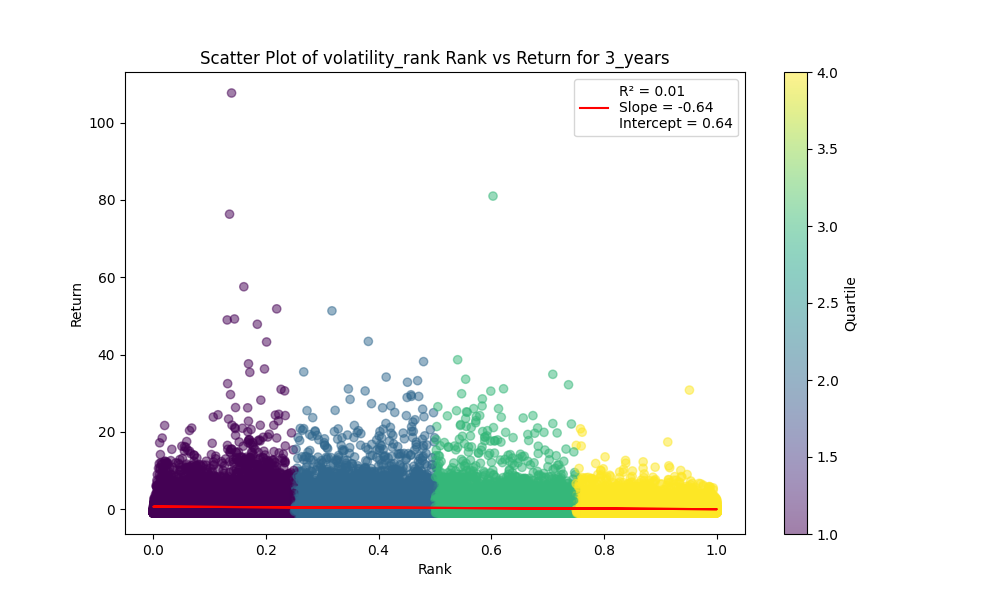 Scatter Plot of volatility_rank Rank vs Return for 3_years
R² = 0.01
Slope = -0.64
Intercept = 0.64
Return
100
80
60
40
20
0
0.0
0.2
0.4
0.6
0.8
1.0
Rank
4.0
3.5
3.0
2.5
2.0
1.5
1.0
Quartile